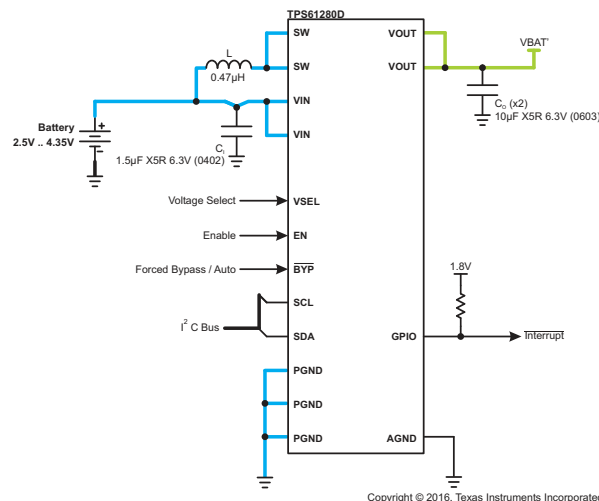 TPS61280D
SW
VOUT
VBAT'
L
0.47µH
SW
VOUT
VIN
Co (x2)
10µF X5R 6.3V (0603)
Battery
2.5V .. 4.35V
+
-
VIN
Ci
1.5µF X5R 6.3V (0402)
Voltage Select
VSEL
Enable
EN
Forced Bypass / Auto
BYP
1.8V
SCL
I² C Bus
SDA
GPIO
Interrupt
PGND
PGND
PGND
AGND
Copyright © 2016, Texas Instruments Incorporated